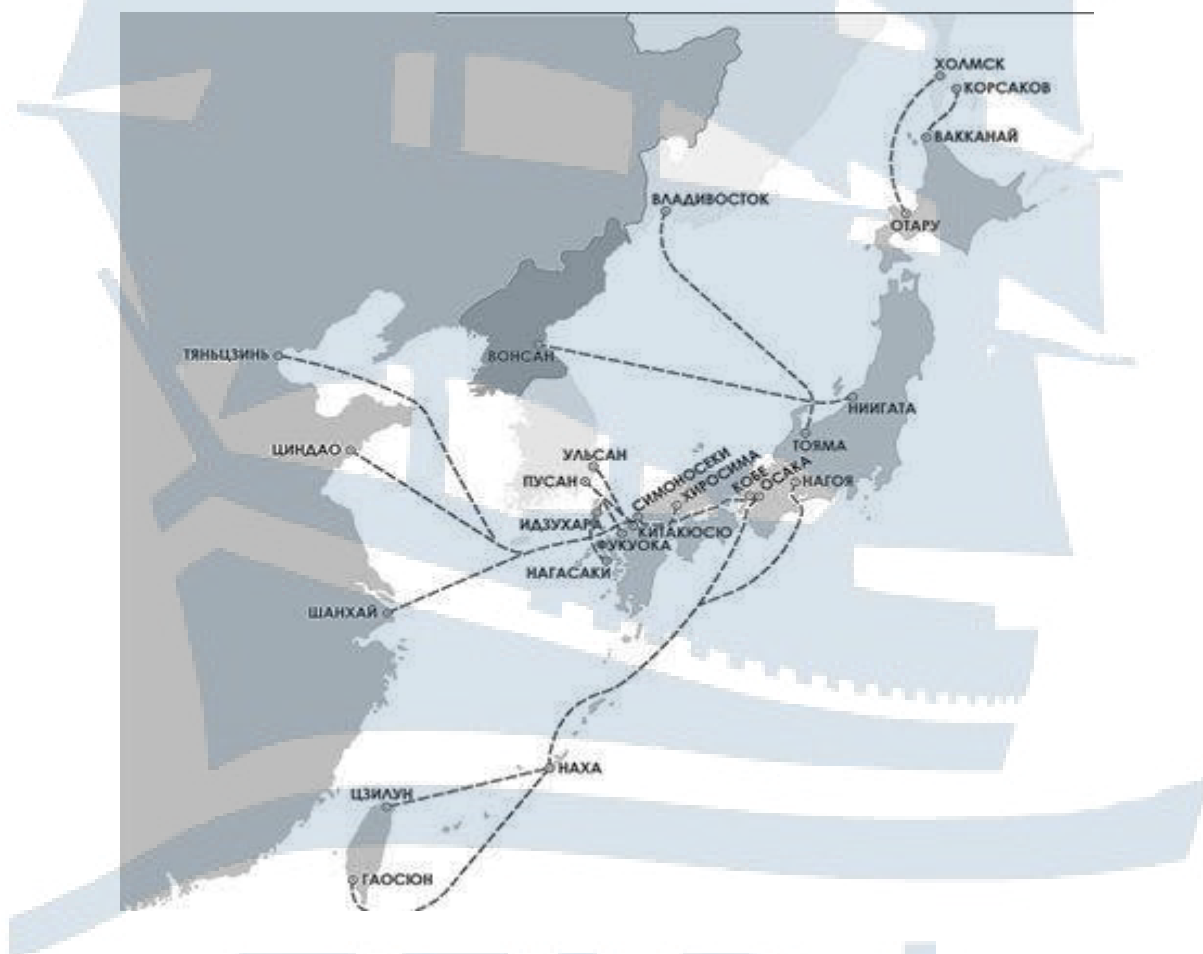 ХОЛМСК
КОРСАКОВ
ВАККАНАЙ
ВЛАДИВОСТОК
ОТАРУ
ТЯНЬЦЗИНЬ
ВОНСАН
НИИГАТА
ТОЯМА
ЦИНДАО
УЛЬСАН
ПУСАН
СИМОНОСЕКИ
ХИРОСИМА
КОБЕ
ОСАКА
НАГОЯ
ИДЗУХАРА
КИТАКЮСЮ
УКУОКА
НАГАСАКИ
ШАНХАЙ
НАХА
ЦЗИЛУН
ГАОСЮН